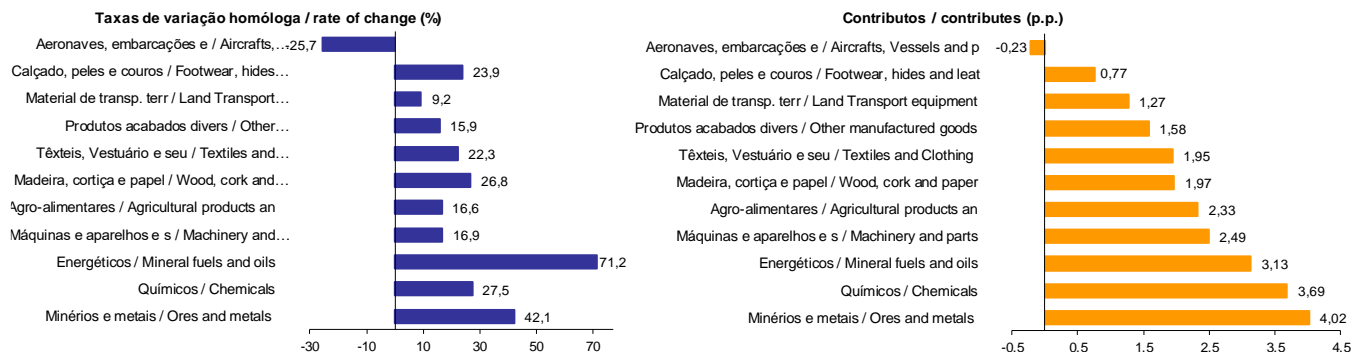 Taxas de variação homóloga / rate of change (%)
Aeronaves, embarcações e / Aircrafts,... -25,7
Calçado, peles e couros / Footwear, hides... 23,9
Material de transp. terr / Land Transport... 9,2
Produtos acabados divers / Other... 15,9
Têxteis, Vestuário e seu / Textiles and... 22,3
Madeira, cortiça e papel / Wood, cork and... 26,8
Agro-alimentares / Agricultural products an 16,6
Máquinas e aparelhos e s / Machinery and... 16,9
Energéticos / Mineral fuels and oils 71,2
Químicos / Chemicals 27,5
Minérios e metais / Ores and metals 42,1
-30 -10 10 30 50 70
Contributos / contributes (p.p.)
Aeronaves, embarcações e / Aircrafts, Vessels and p -0,23
Calçado, peles e couros / Footwear, hides and leat 0,77
Material de transp. terr / Land Transport equipment 1,27
Produtos acabados divers / Other manufactured goods 1,58
Têxteis, Vestuário e seu / Textiles and Clothing 1,95
Madeira, cortiça e papel / Wood, cork and paper 1,97
Agro-alimentares / Agricultural products an 2,33
Máquinas e aparelhos e s / Machinery and parts 2,49
Energéticos / Mineral fuels and oils 3,13
Químicos / Chemicals 3,69
Minérios e metais / Ores and metals 4,02
-0.5 0.5 1.5 2.5 3.5 4.5